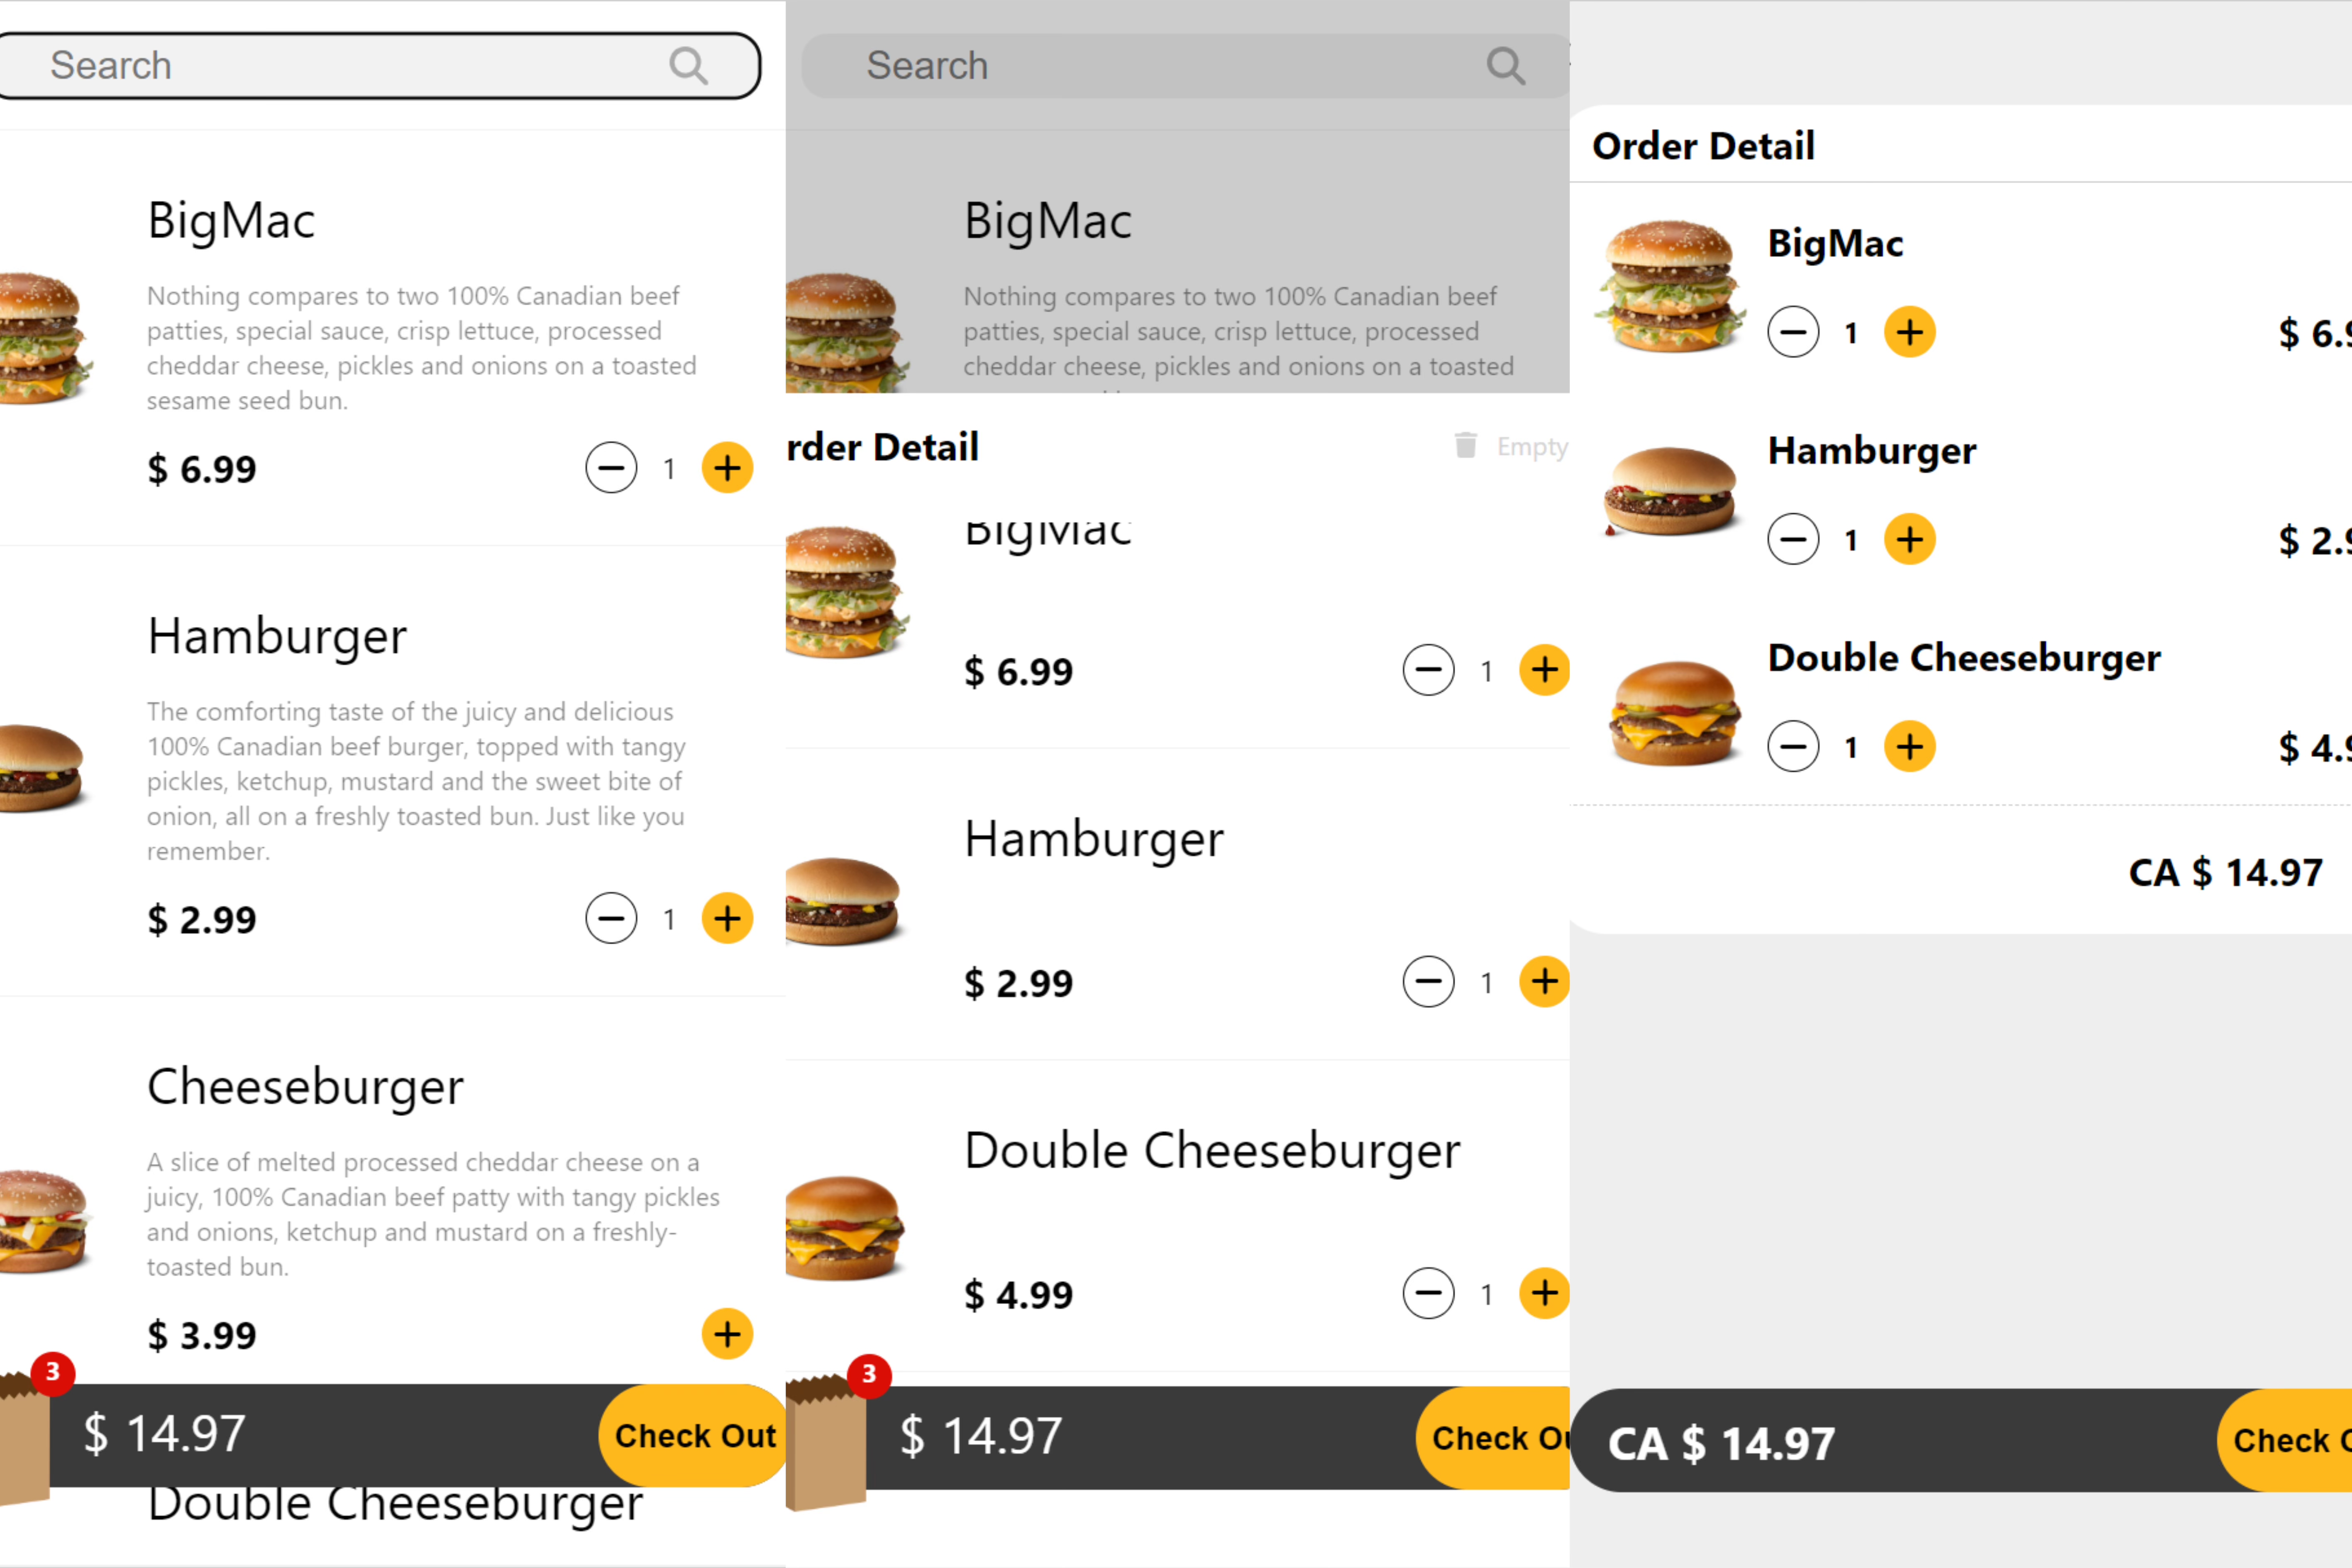 Search
BigMac
Nothing compares to two 100% Canadian beef
patties, special sauce, crisp lettuce, processed
cheddar cheese, pickles and onions on a toasted
sesame seed bun.
$ 6.99
1
Hamburger
The comforting taste of the juicy and delicious
100% Canadian beef burger, topped with tangy
pickles, ketchup, mustard and the sweet bite of
onion, all on a freshly toasted bun. Just like you
remember.
$ 2.99
1
Cheeseburger
A slice of melted processed cheddar cheese on a
juicy, 100% Canadian beef patty with tangy pickles
and onions, ketchup and mustard on a freshly-
toasted bun.
$ 3.99
3
$ 14.97
Check Out
Double Cheeseburger
Search
BigMac
Nothing compares to two 100% Canadian beef
patties, special sauce, crisp lettuce, processed
cheddar cheese, pickles and onions on a toasted
rder Detail
Empty
BigMac
$ 6.99
1
Hamburger
$ 2.99
1
Double Cheeseburger
$ 4.99
1
3
$ 14.97
Check Ou
Order Detail
BigMac
1
$ 6.9
Hamburger
1
$ 2.9
Double Cheeseburger
1
$ 4.9
CA $ 14.97
CA $ 14.97
Check O